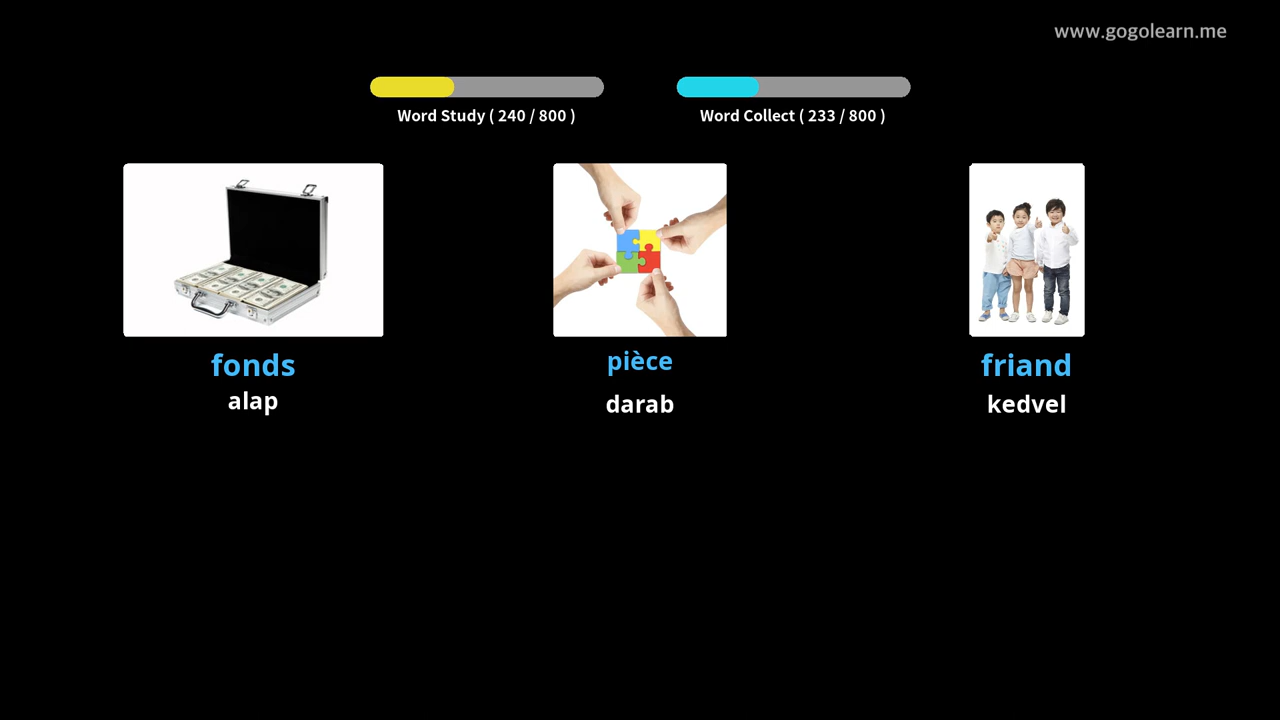 www.gogolearn.me
Word Study ( 240 / 800 )
Word Collect ( 233 / 800 )
fonds
alap
pièce
darab
friand
kedvel